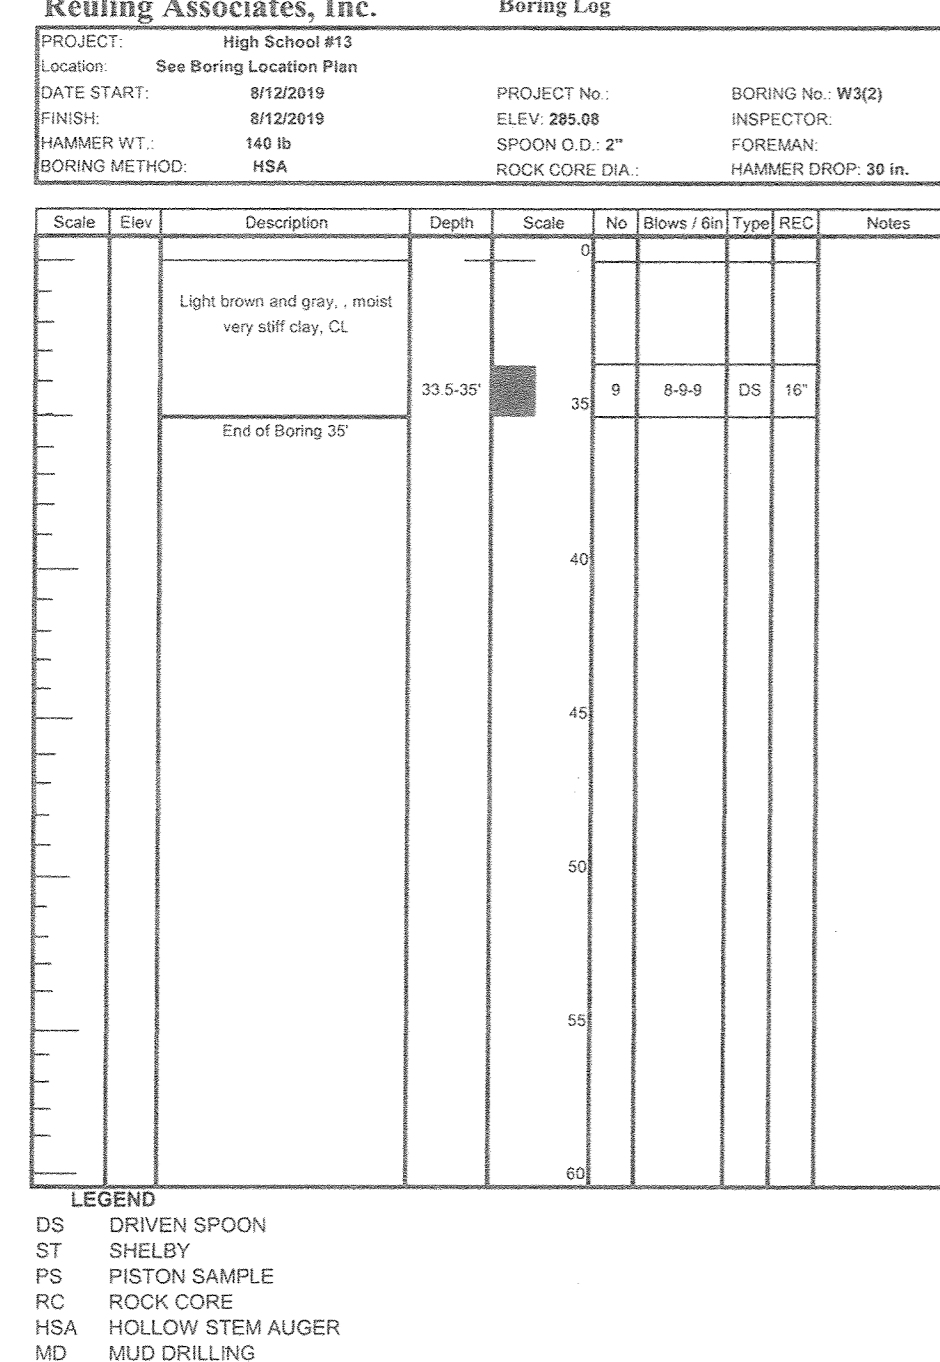 Reuling Associates, Inc. Boring Log
PROJECT: High School #13
Location: See Boring Location Plan
DATE START: 8/12/2019 PROJECT No.: BORING No.: W3(2)
FINISH: 8/12/2019 ELEV: 285.08 INSPECTOR:
HAMMER WT.: 140 lb SPOON O.D.: 2" FOREMAN:
BORING METHOD: HSA ROCK CORE DIA.: HAMMER DROP: 30 in.
Scale Elev Description Depth Scale No Blows / 6in Type REC Notes
0
Light brown and gray, , moist
very stiff clay, CL
33.5-35' 9 8-9-9 DS 16"
35
End of Boring 35'
40
45
50
55
60
LEGEND
DS DRIVEN SPOON
ST SHELBY
PS PISTON SAMPLE
RC ROCK CORE
HSA HOLLOW STEM AUGER
MD MUD DRILLING